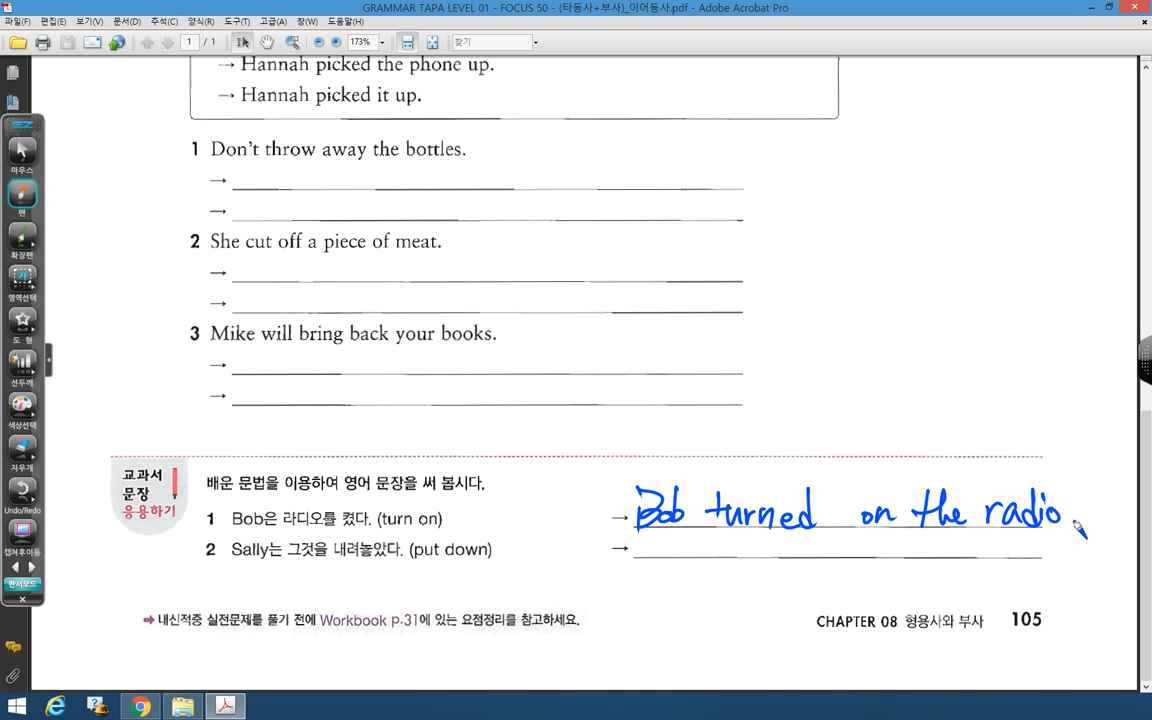 GRAMMAR TAPA LEVEL 01 - FOCUS 50 - (타동사+부사)_이어동사.pdf - Adobe Acrobat Pro
파일(F) 편집(E) 보기(V) 문서(D) 주석(C) 양식(R) 도구(T) 고급(A) 창(W) 도움말(H)
1 / 1 173% 찾기
→ Hannah picked the phone up.
→ Hannah picked it up.
1 Don't throw away the bottles.
→
→
2 She cut off a piece of meat.
→
→
3 Mike will bring back your books.
→
→
교과서
문장
응용하기
배운 문법을 이용하여 영어 문장을 써 봅시다.
1 Bob은 라디오를 켰다. (turn on)
→ Bob turned on the radio
2 Sally는 그것을 내려놓았다. (put down)
→
➡ 내신적중 실전문제를 풀기 전에 Workbook p.31에 있는 요점정리를 참고하세요.
CHAPTER 08 형용사와 부사 105
EZ
마우스
펜
확장펜
영역선택
도 형
선두께
색상선택
지우개
Undo/Redo
캡쳐후이동
판서모드